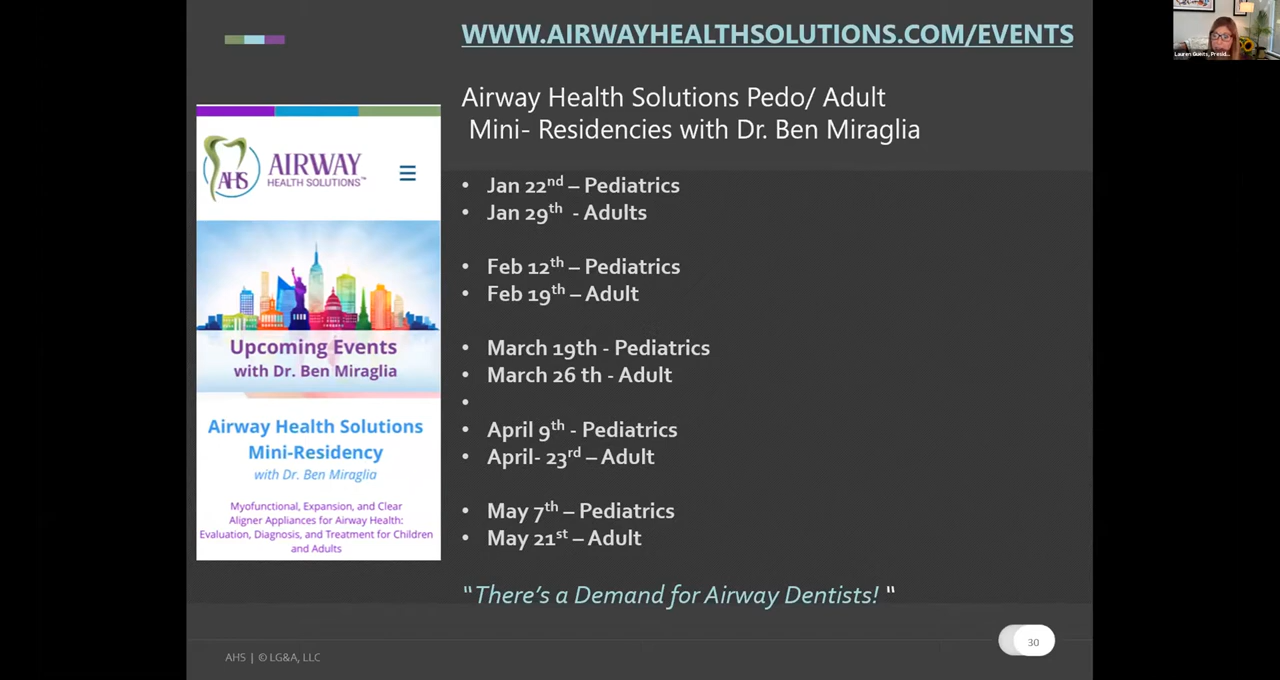 WWW.AIRWAYHEALTHSOLUTIONS.COM/EVENTS
Airway Health Solutions Pedo/ Adult
Mini- Residencies with Dr. Ben Miraglia
• Jan 22nd – Pediatrics
• Jan 29th - Adults
• Feb 12th – Pediatrics
• Feb 19th – Adult
• March 19th - Pediatrics
• March 26 th - Adult
•
• April 9th - Pediatrics
• April- 23rd – Adult
• May 7th – Pediatrics
• May 21st – Adult
"There's a Demand for Airway Dentists! "
AHS
AIRWAY
HEALTH SOLUTIONS™
Upcoming Events
with Dr. Ben Miraglia
Airway Health Solutions
Mini-Residency
with Dr. Ben Miraglia
Myofunctional, Expansion, and Clear
Aligner Appliances for Airway Health:
Evaluation, Diagnosis, and Treatment for Children
and Adults
AHS | © LG&A, LLC
30
Lauren Gueits, Presid...